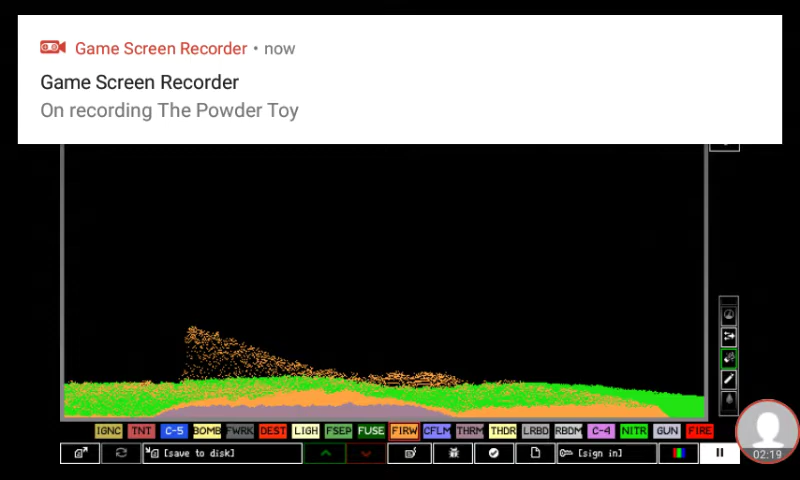 Game Screen Recorder • now
Game Screen Recorder
On recording The Powder Toy
IGNC TNT C-5 BOMB FWRK DEST LIGH FSEP FUSE FIRW CFLM THRM THDR LRBD RBDM C-4 NITR GUN FIRE
[save to disk] [sign in]
02:19